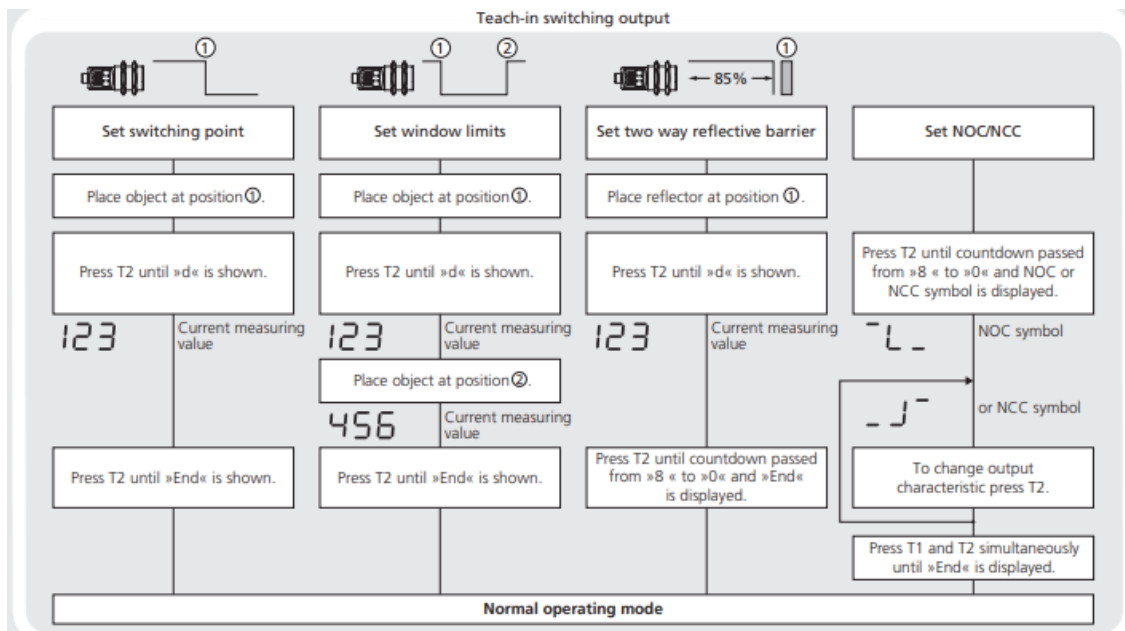 Teach-in switching output
①
① ②
①
← 85% →
Set switching point
Set window limits
Set two way reflective barrier
Set NOC/NCC
Place object at position ①.
Place object at position ①.
Place reflector at position ①.
Press T2 until »d« is shown.
Press T2 until »d« is shown.
Press T2 until »d« is shown.
Press T2 until countdown passed
from »8 « to »0« and NOC or
NCC symbol is displayed.
123
Current measuring
value
123
Current measuring
value
123
Current measuring
value
NOC symbol
Place object at position ②.
or NCC symbol
456
Current measuring
value
Press T2 until »End« is shown.
Press T2 until »End« is shown.
Press T2 until countdown passed
from »8 « to »0« and »End«
is displayed.
To change output
characteristic press T2.
Press T1 and T2 simultaneously
until »End« is displayed.
Normal operating mode